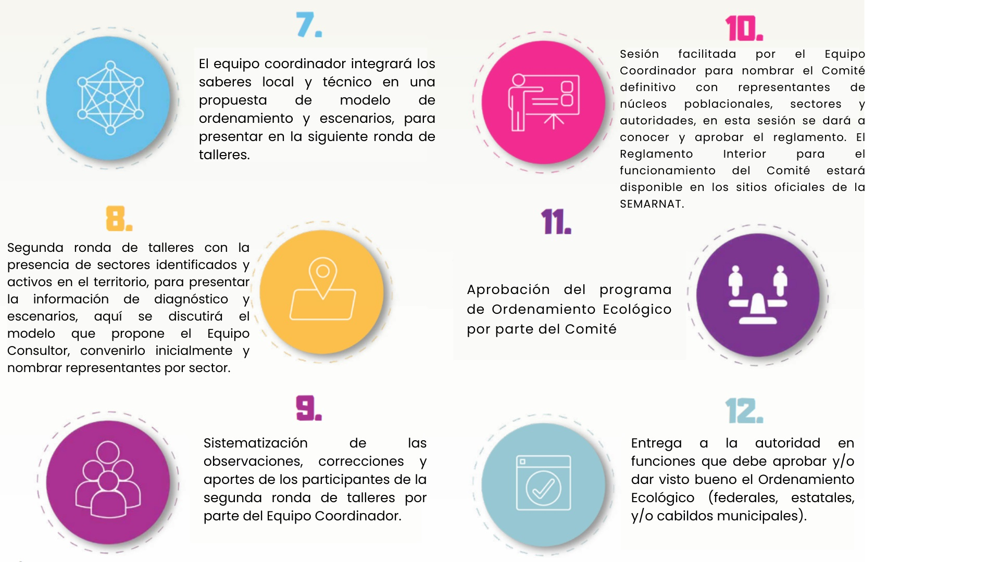 7.
El equipo coordinador integrará los
saberes local y técnico en una
propuesta de modelo de
ordenamiento y escenarios, para
presentar en la siguiente ronda de
talleres.
8.
Segunda ronda de talleres con la
presencia de sectores identificados y
activos en el territorio, para presentar
la información de diagnóstico y
escenarios, aquí se discutirá el
modelo que propone el Equipo
Consultor, convenirlo inicialmente y
nombrar representantes por sector.
9.
Sistematización de las
observaciones, correcciones y
aportes de los participantes de la
segunda ronda de talleres por
parte del Equipo Coordinador.
10.
Sesión facilitada por el Equipo
Coordinador para nombrar el Comité
definitivo con representantes de
núcleos poblacionales, sectores y
autoridades, en esta sesión se dará a
conocer y aprobar el reglamento. El
Reglamento Interior para el
funcionamiento del Comité estará
disponible en los sitios oficiales de la
SEMARNAT.
11.
Aprobación del programa
de Ordenamiento Ecológico
por parte del Comité
12.
Entrega a la autoridad en
funciones que debe aprobar y/o
dar visto bueno el Ordenamiento
Ecológico (federales, estatales,
y/o cabildos municipales).